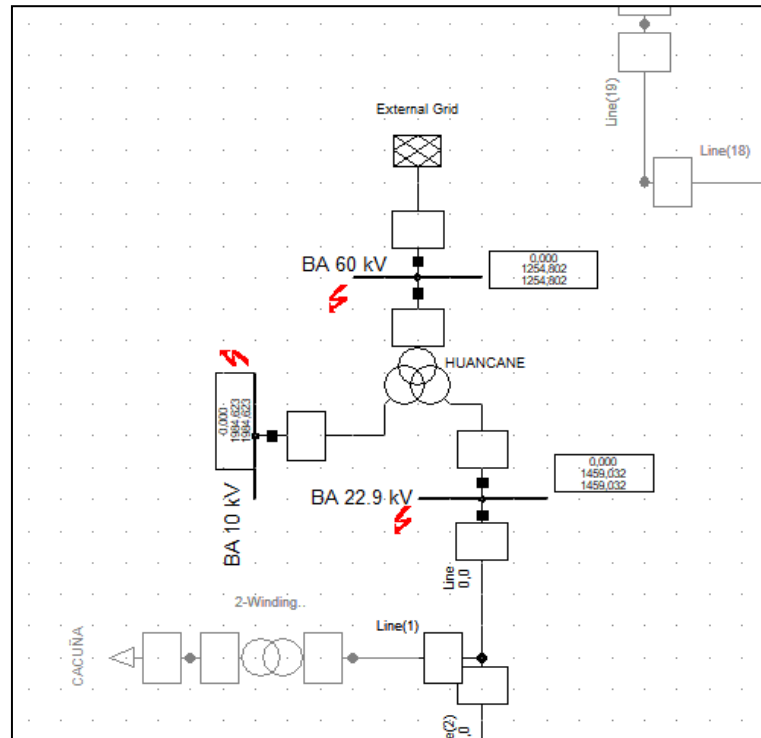 External Grid
Line(19)
Line(18)
BA 60 kV
0,000
1254,802
1254,802
HUANCANE
-0,000
1984,623
1984,623
BA 10 kV
BA 22.9 kV
0,000
1459,032
1459,032
Line
0,0
2-Winding..
Line(1)
CACUÑA
0,0